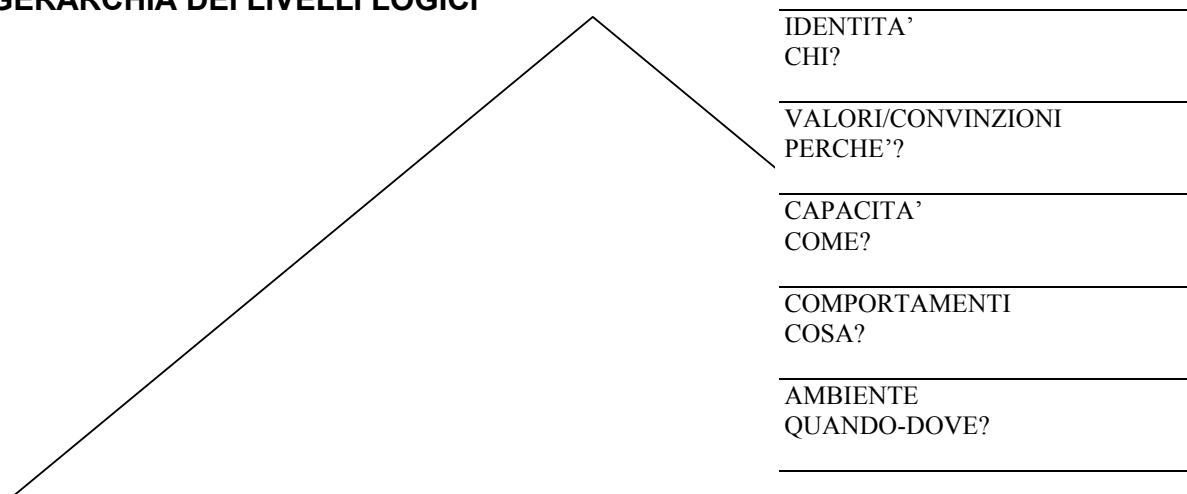 GERARCHIA DEI LIVELLI LOGICI
IDENTITA’
CHI?
VALORI/CONVINZIONI
PERCHE’?
CAPACITA’
COME?
COMPORTAMENTI
COSA?
AMBIENTE
QUANDO-DOVE?